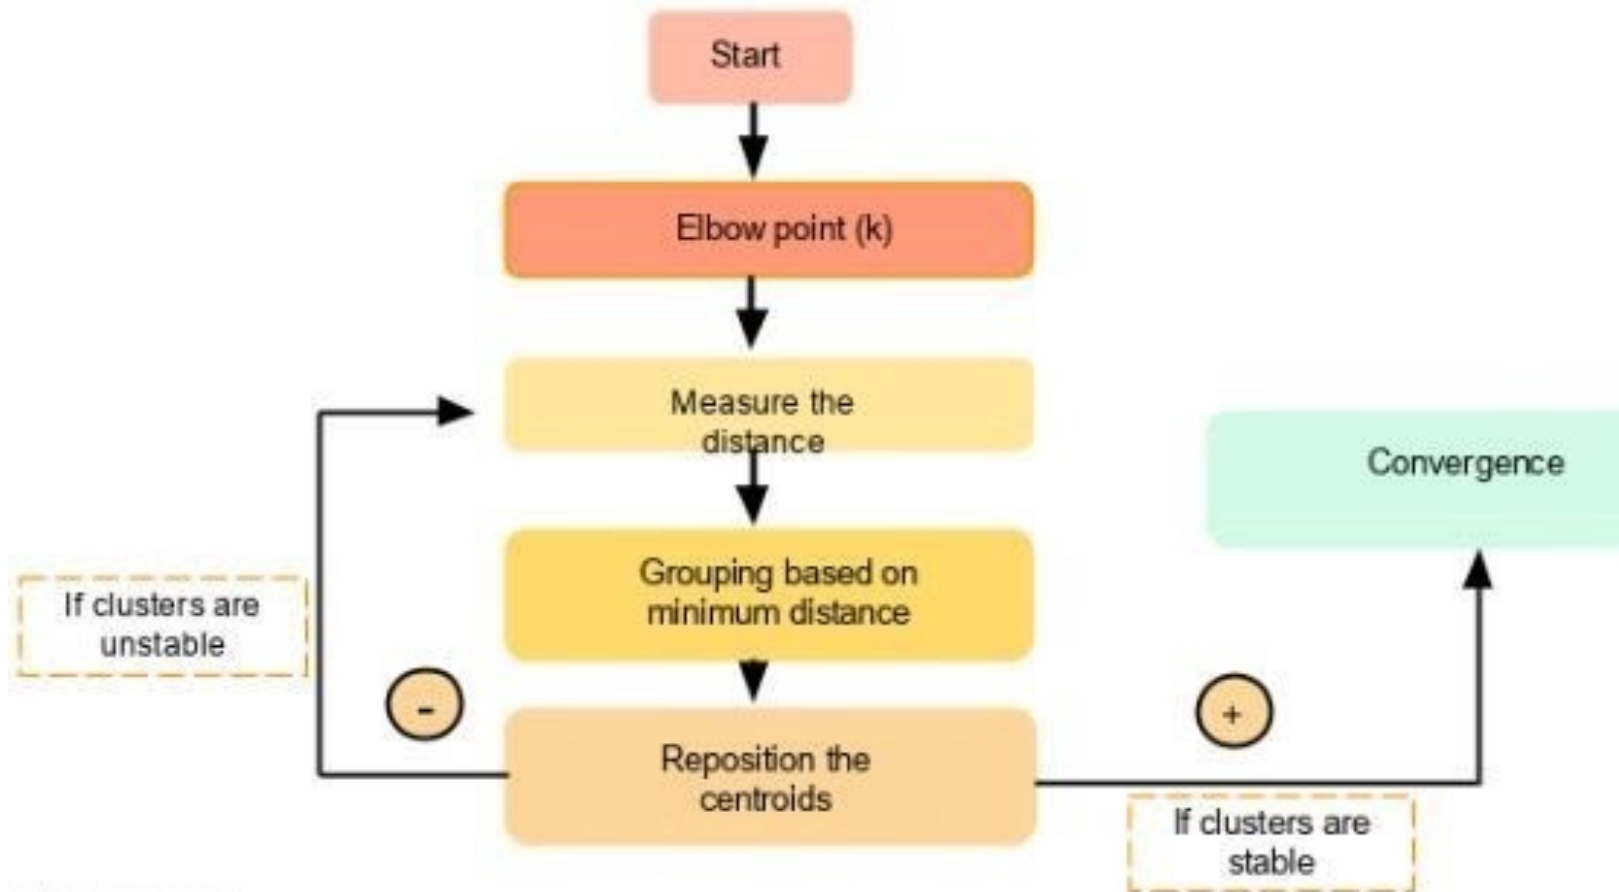 Start
Elbow point (k)
Measure the
distance
Convergence
Grouping based on
minimum distance
If clusters are
unstable
-
+
Reposition the
centroids
If clusters are
stable